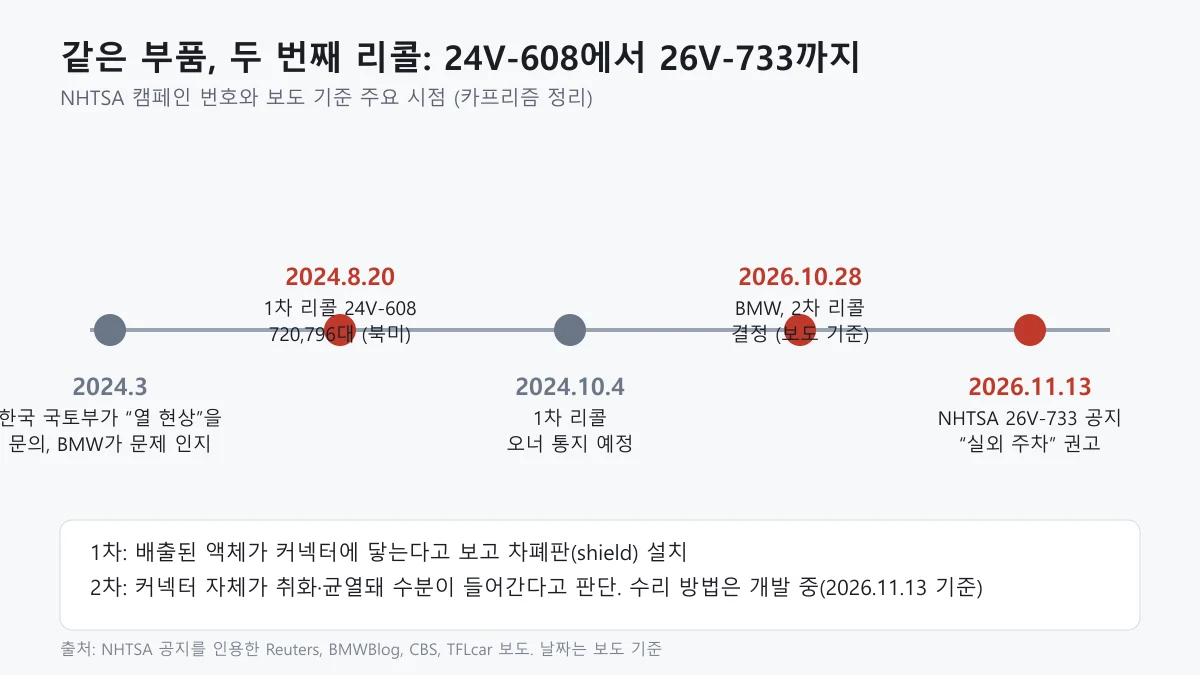 같은 부품, 두 번째 리콜: 24V-608에서 26V-733까지
NHTSA 캠페인 번호와 보도 기준 주요 시점 (카프리즘 정리)
2024.3
한국 국토부가 “열 현상”을
문의, BMW가 문제 인지
2024.8.20
1차 리콜 24V-608
720,796대 (북미)
2024.10.4
1차 리콜
오너 통지 예정
2026.10.28
BMW, 2차 리콜
결정 (보도 기준)
2026.11.13
NHTSA 26V-733 공지
“실외 주차” 권고
1차: 배출된 액체가 커넥터에 닿는다고 보고 차폐판(shield) 설치
2차: 커넥터 자체가 취화·균열돼 수분이 들어간다고 판단. 수리 방법은 개발 중(2026.11.13 기준)
출처: NHTSA 공지를 인용한 Reuters, BMWBlog, CBS, TFLcar 보도. 날짜는 보도 기준